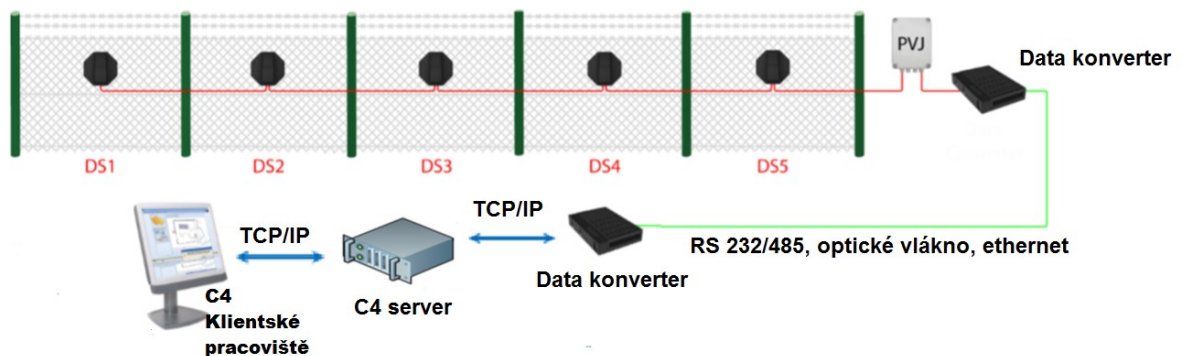 PVJ
Data konverter
DS1
DS2
DS3
DS4
DS5
TCP/IP
TCP/IP
RS 232/485, optické vlákno, ethernet
Data konverter
C4 server
C4
Klientské
pracoviště